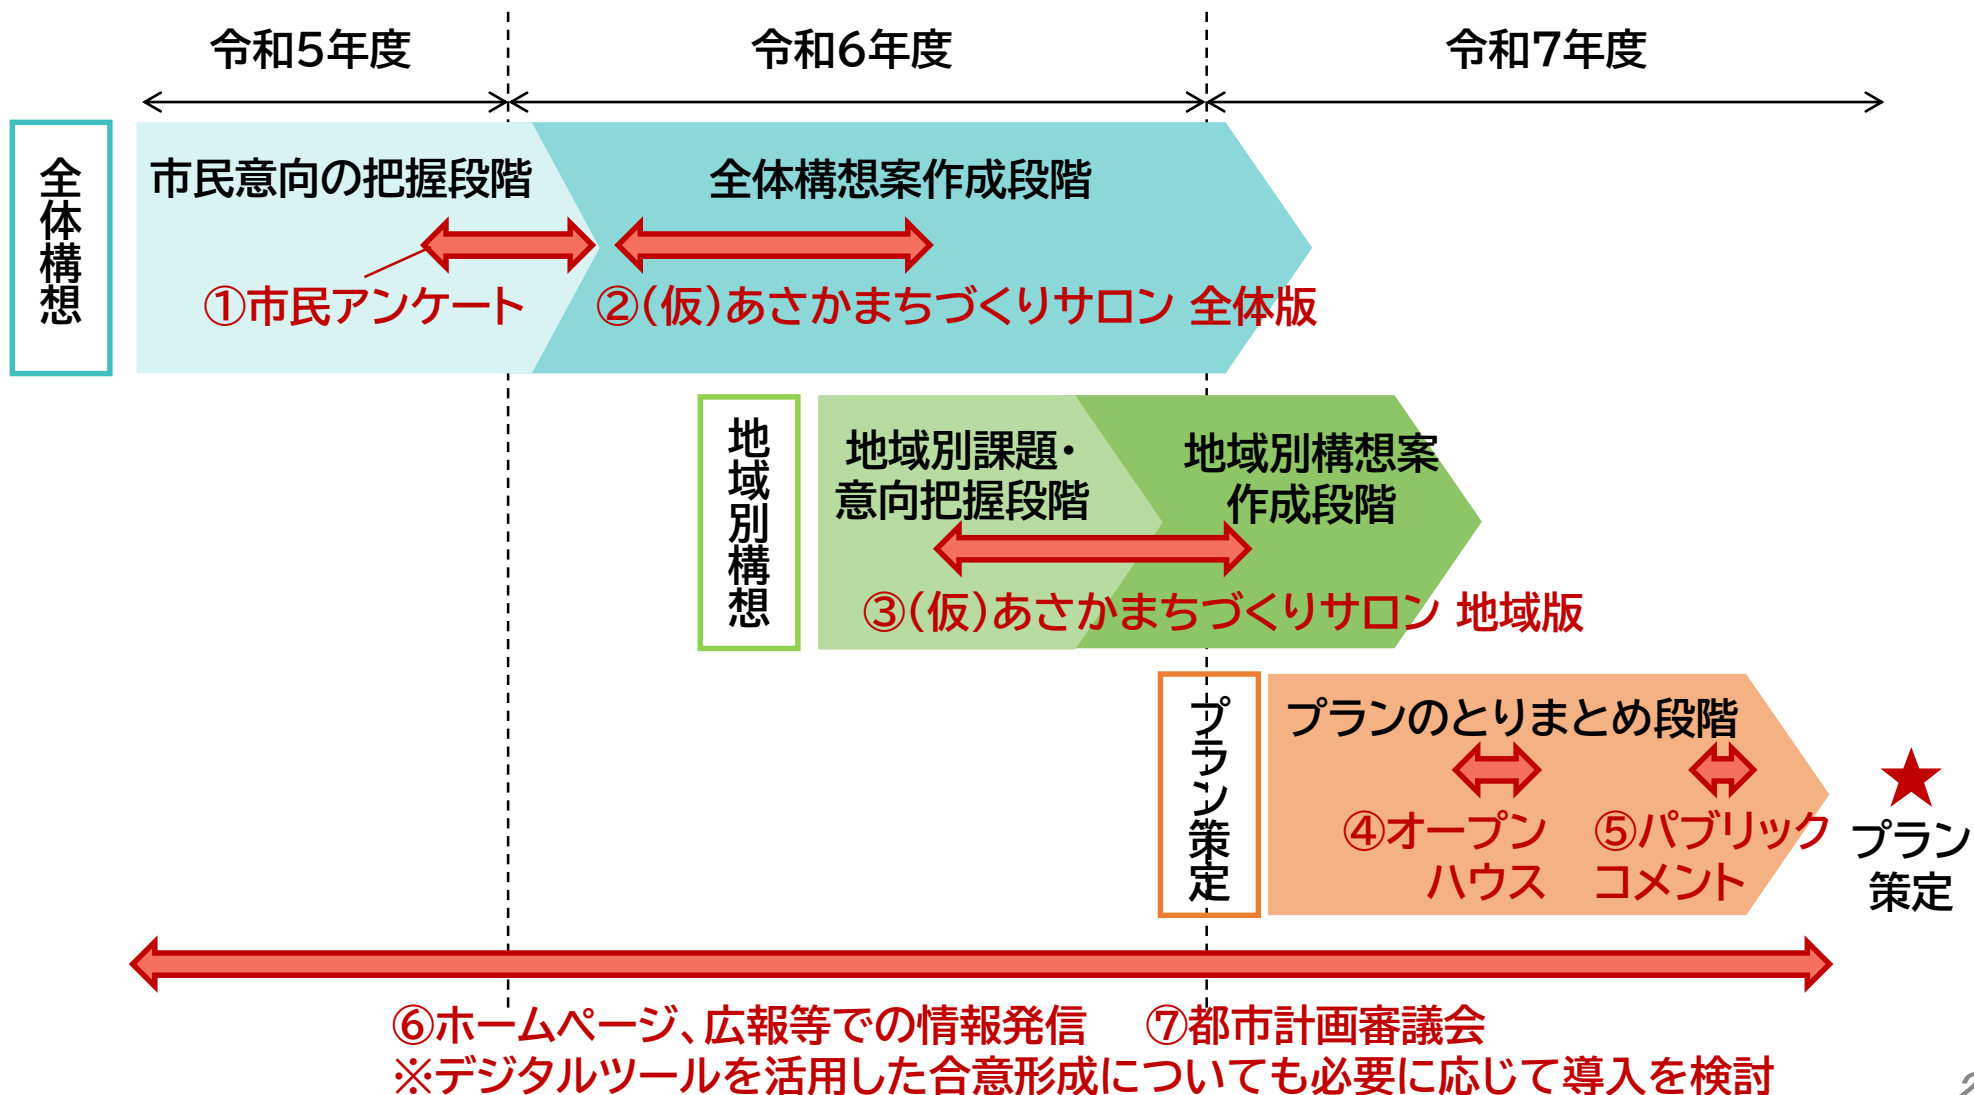 令和5年度
令和6年度
令和7年度
全体構想
市民意向の把握段階
全体構想案作成段階
①市民アンケート
②(仮)あさかまちづくりサロン 全体版
地域別構想
地域別課題・
意向把握段階
地域別構想案
作成段階
③(仮)あさかまちづくりサロン 地域版
プラン策定
プランのとりまとめ段階
④オープン
ハウス
⑤パブリック
コメント
プラン
策定
⑥ホームページ、広報等での情報発信
⑦都市計画審議会
※デジタルツールを活用した合意形成についても必要に応じて導入を検討